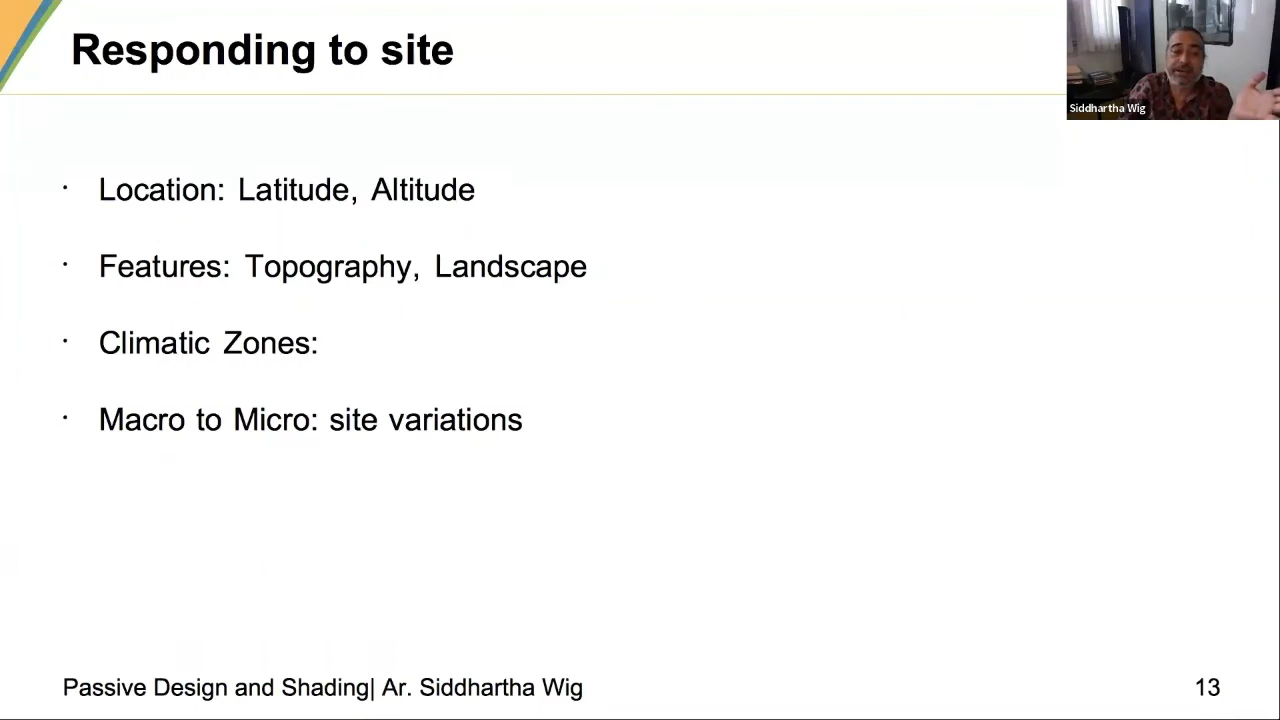 Responding to site
Siddhartha Wig
· Location: Latitude, Altitude
· Features: Topography, Landscape
· Climatic Zones:
· Macro to Micro: site variations
Passive Design and Shading| Ar. Siddhartha Wig
13